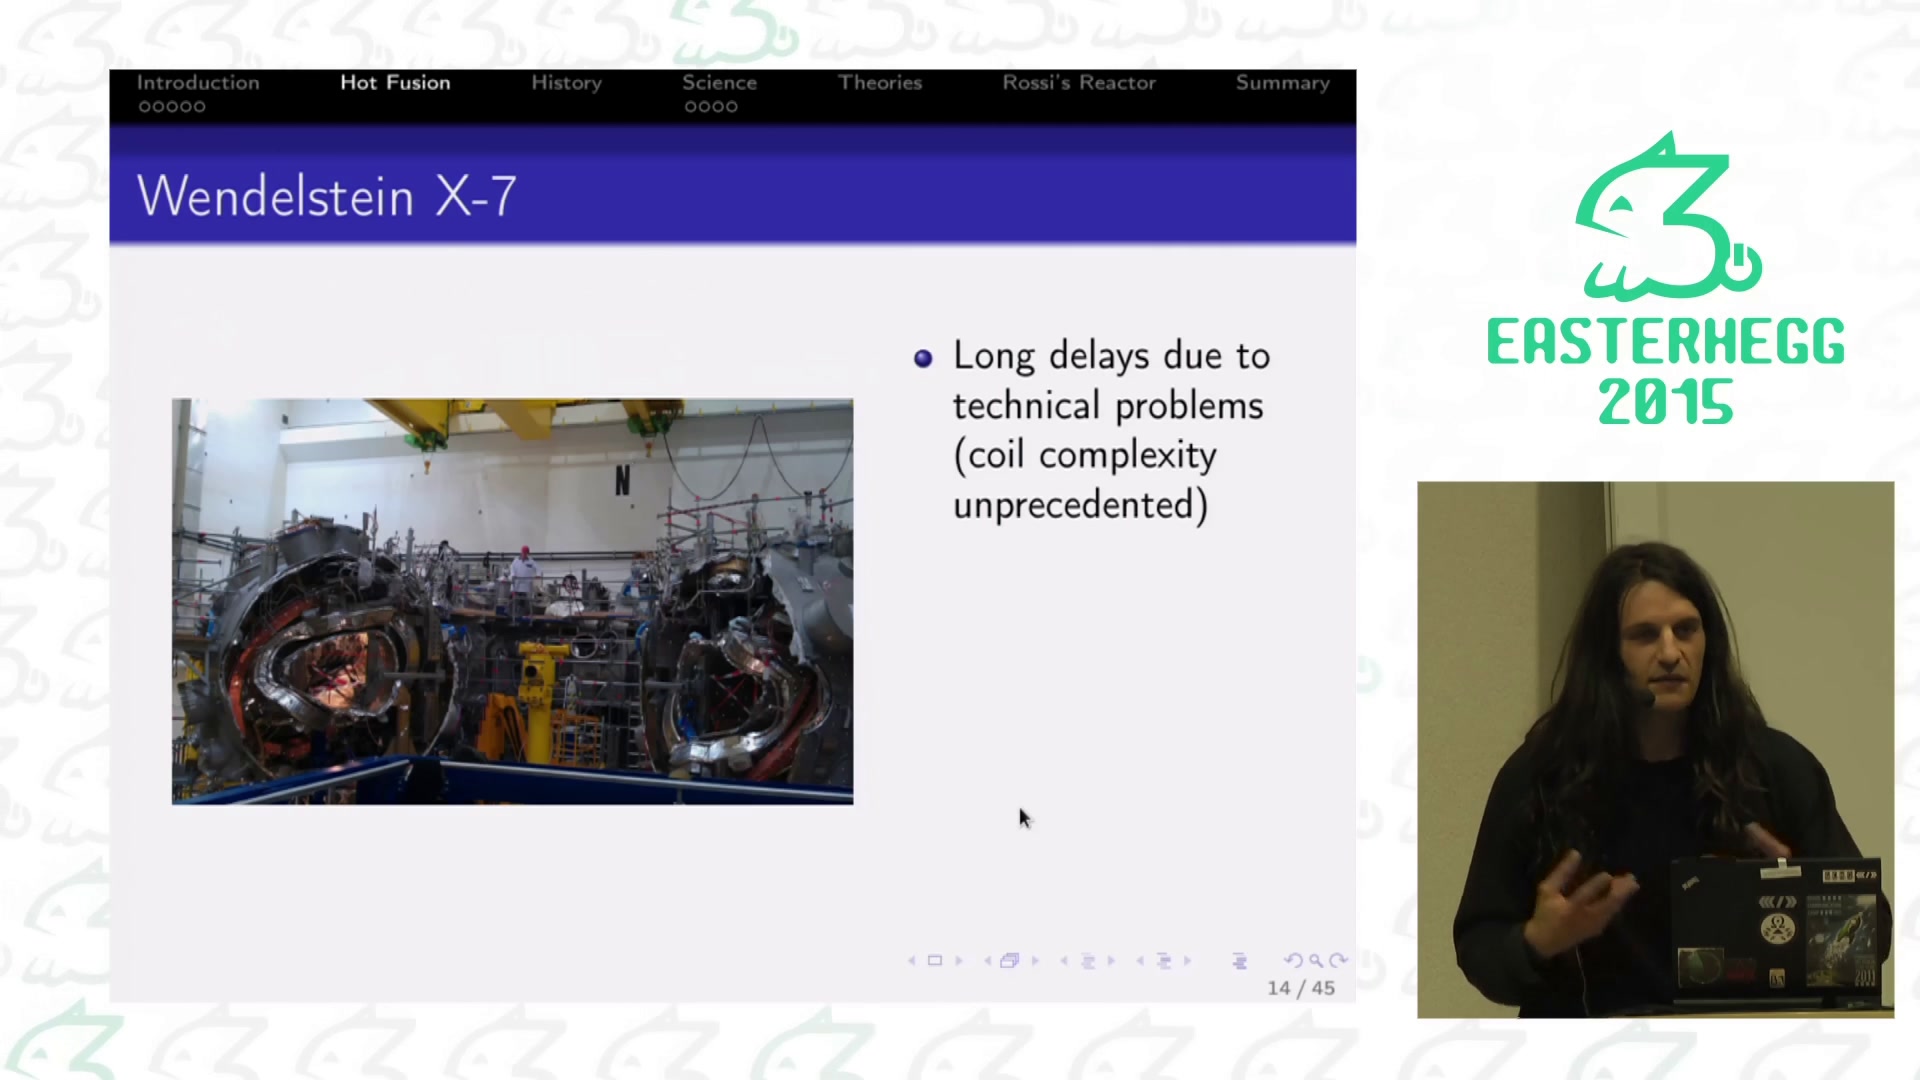 Introduction Hot Fusion History Science Theories Rossi's Reactor Summary
Wendelstein X-7
Long delays due to
technical problems
(coil complexity
unprecedented)
N
14 / 45
EASTERHEGG
2015
2011